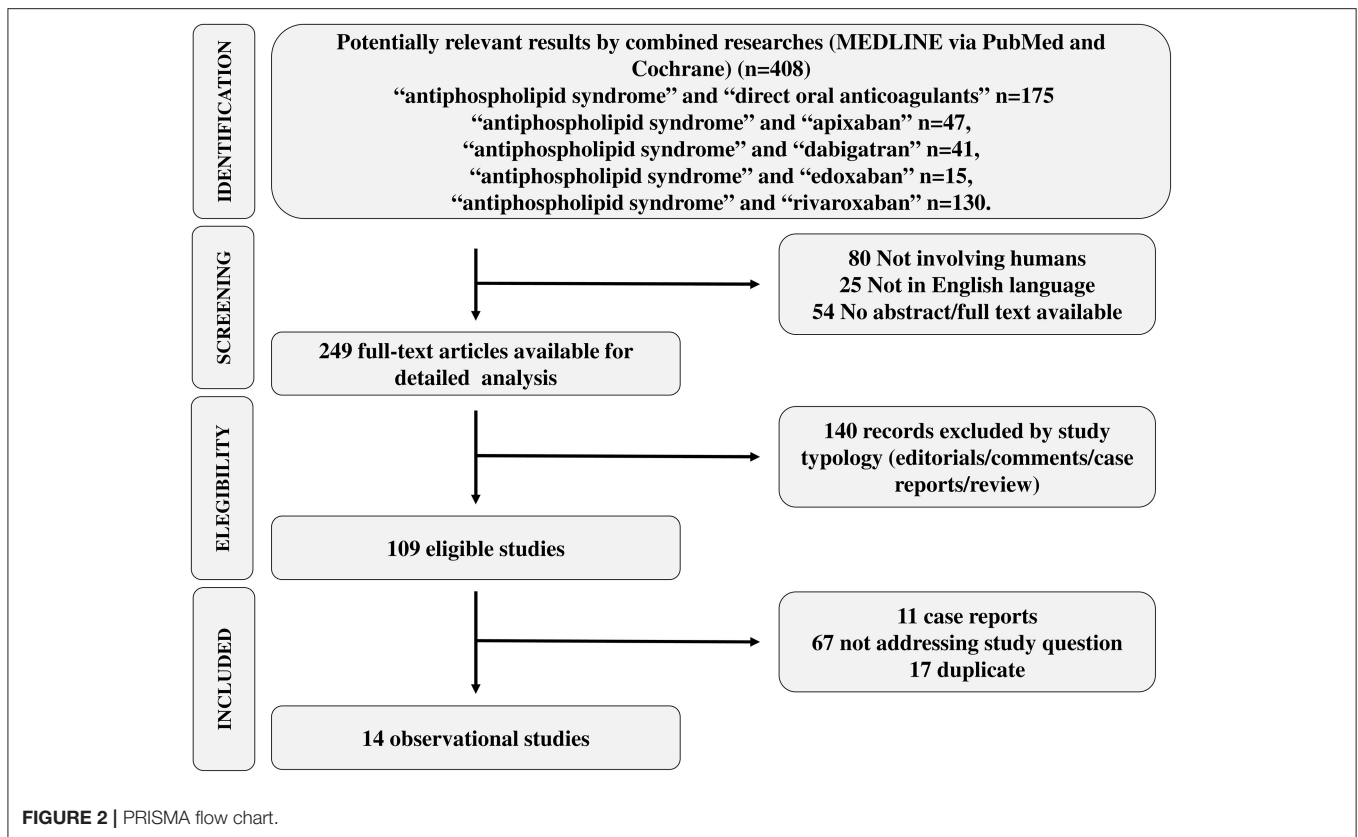 IDENTIFICATION
Potentially relevant results by combined researches (MEDLINE via PubMed and
Cochrane) (n=408)
“antiphospholipid syndrome” and “direct oral anticoagulants” n=175
“antiphospholipid syndrome” and “apixaban” n=47,
“antiphospholipid syndrome” and “dabigatran” n=41,
“antiphospholipid syndrome” and “edoxaban” n=15,
“antiphospholipid syndrome” and “rivaroxaban” n=130.
SCREENING
80 Not involving humans
25 Not in English language
54 No abstract/full text available
249 full-text articles available for
detailed analysis
ELEGIBILITY
140 records excluded by study
typology (editorials/comments/case
reports/review)
109 eligible studies
INCLUDED
11 case reports
67 not addressing study question
17 duplicate
14 observational studies
FIGURE 2 | PRISMA flow chart.